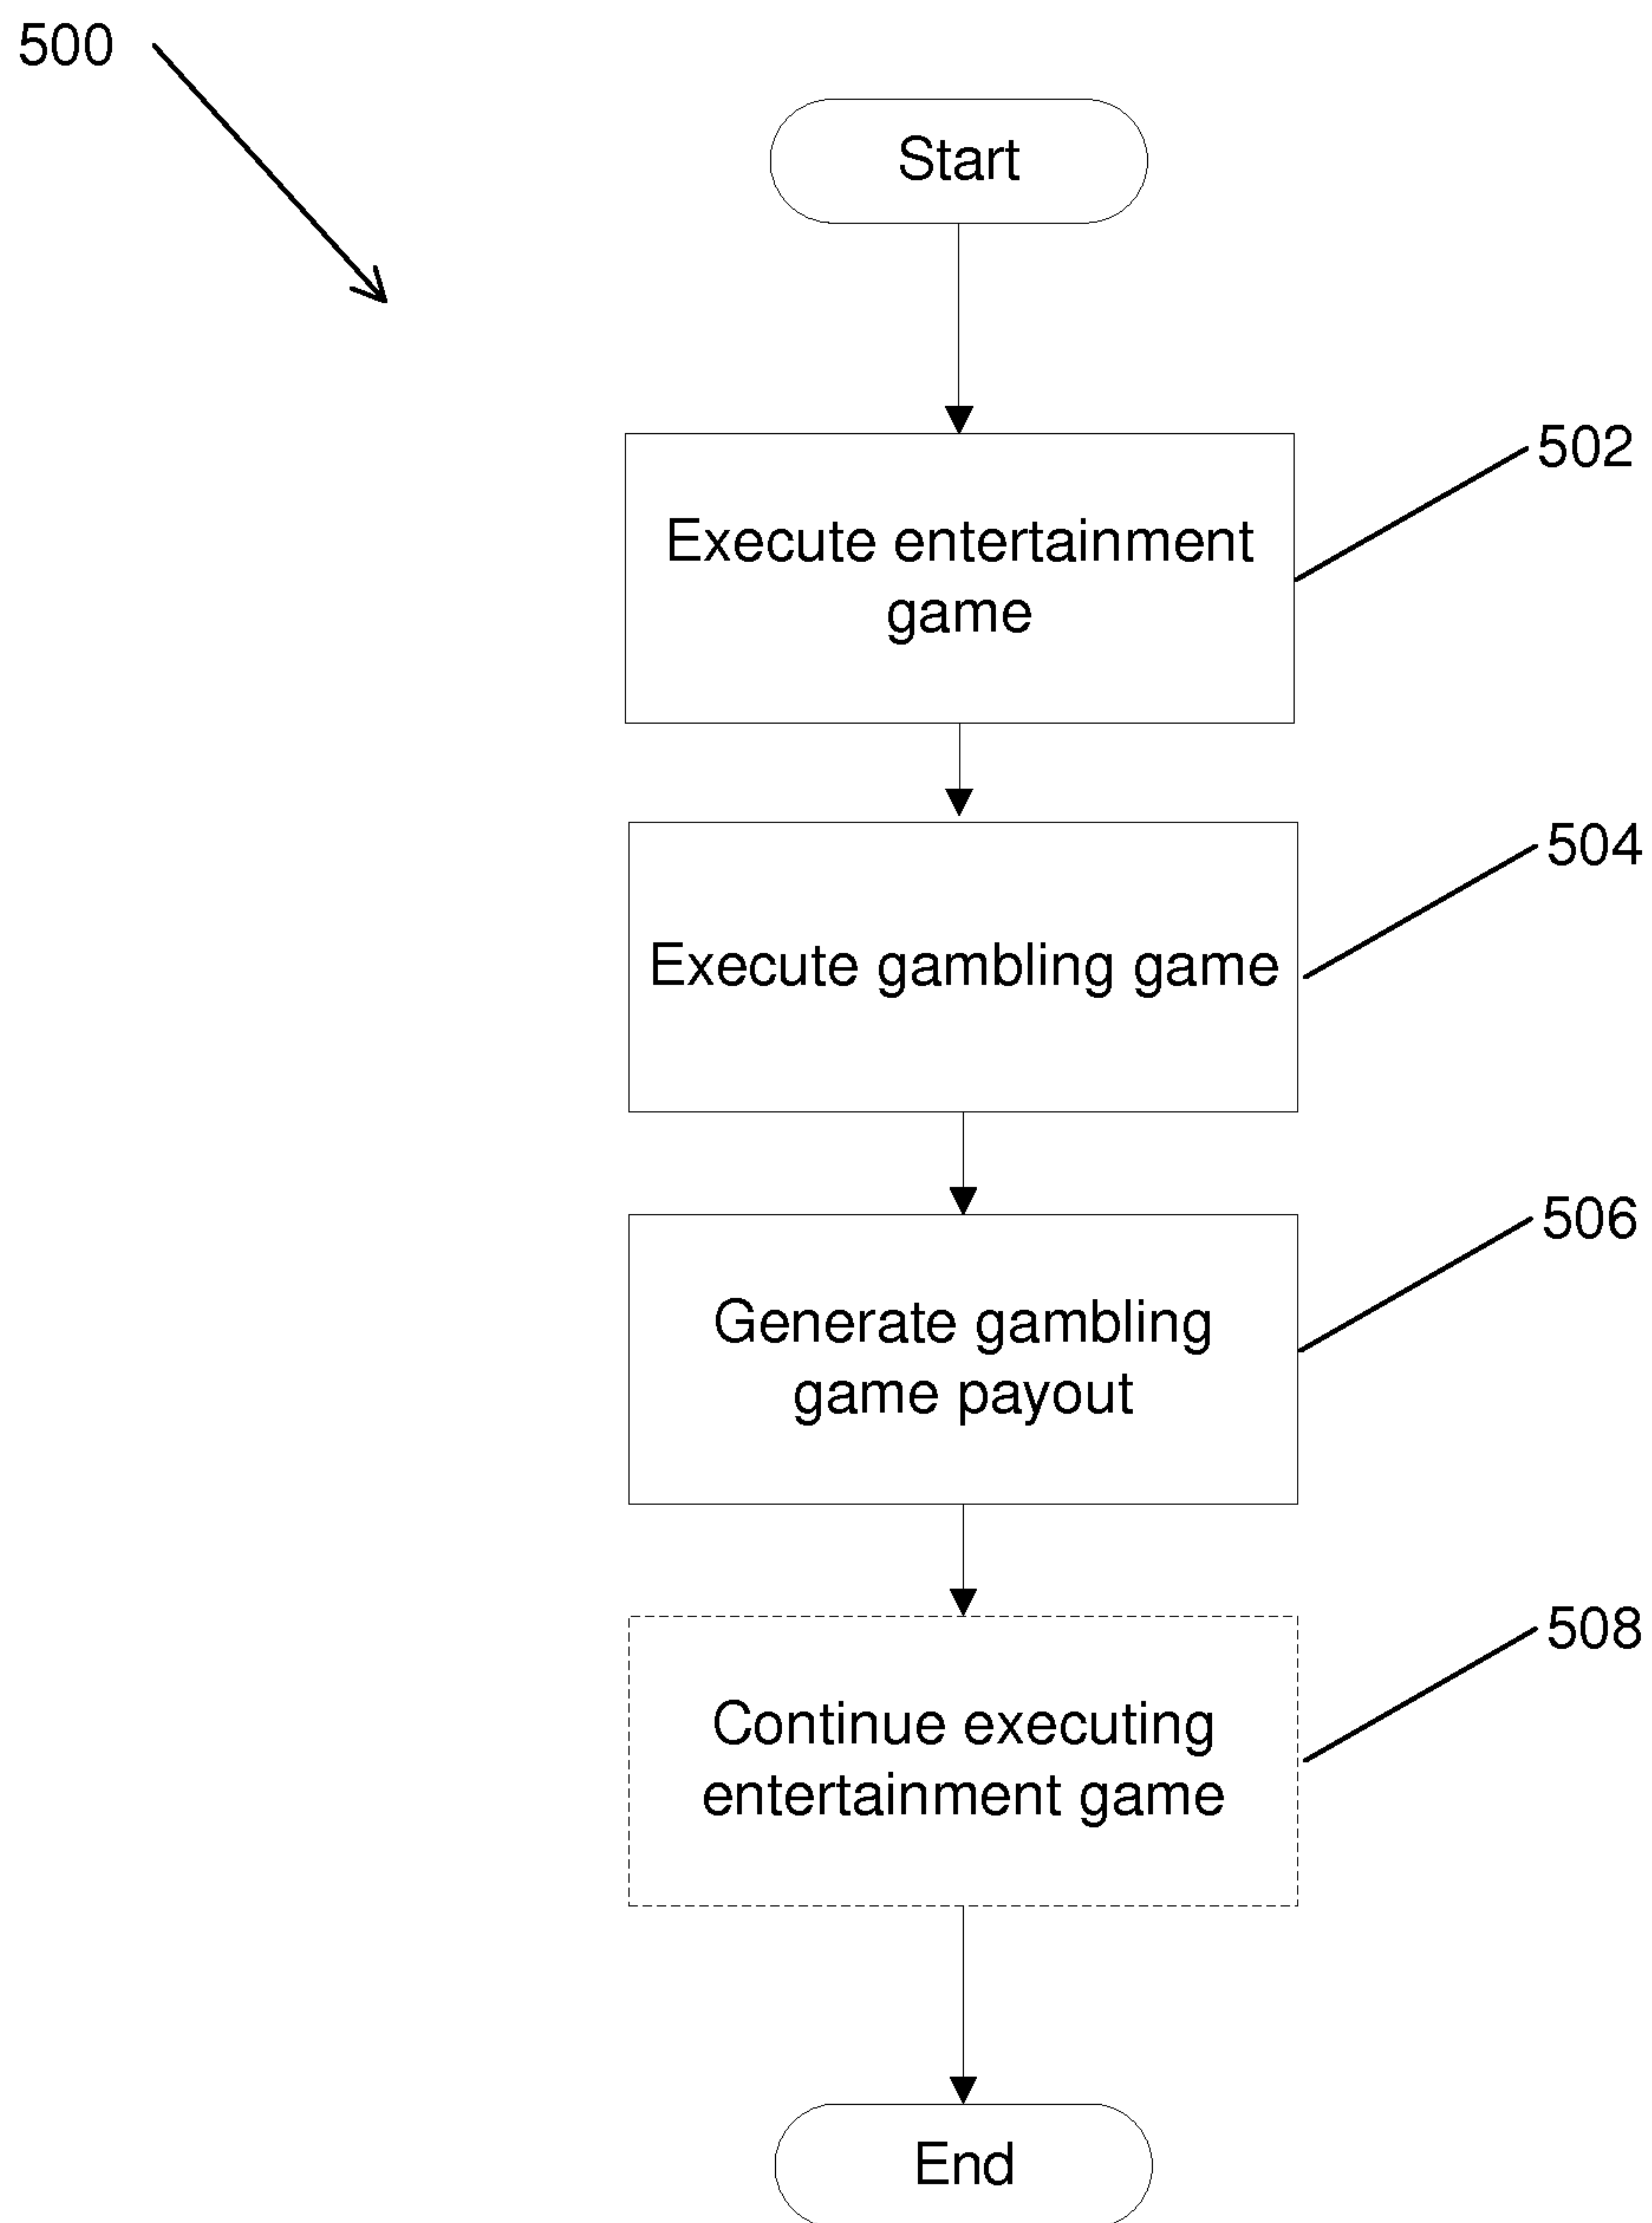 500
Start
502
Execute entertainment
game
504
Execute gambling game
506
Generate gambling
game payout
508
Continue executing
entertainment game
End